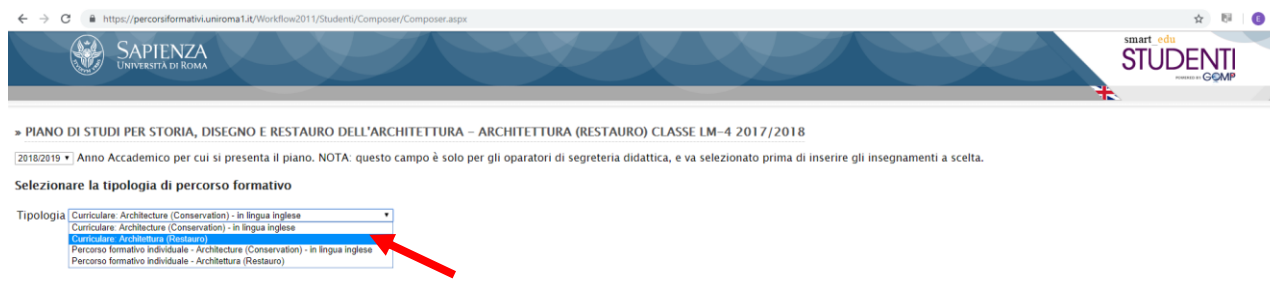 https://percorsiformativi.uniroma1.it/Workflow2011/Studenti/Composer/Composer.aspx
E
SAPIENZA
UNIVERSITÀ DI ROMA
smart_edu
STUDENTI
POWERED BY GOMP
» PIANO DI STUDI PER STORIA, DISEGNO E RESTAURO DELL'ARCHITETTURA - ARCHITETTURA (RESTAURO) CLASSE LM-4 2017/2018
2018/2019 Anno Accademico per cui si presenta il piano. NOTA: questo campo è solo per gli oparatori di segreteria didattica, e va selezionato prima di inserire gli insegnamenti a scelta.
Selezionare la tipologia di percorso formativo
Tipologia Curriculare: Architecture (Conservation) - in lingua inglese
Curriculare: Architecture (Conservation) - in lingua inglese
Curriculare: Architettura (Restauro)
Percorso formativo individuale - Architecture (Conservation) - in lingua inglese
Percorso formativo individuale - Architettura (Restauro)